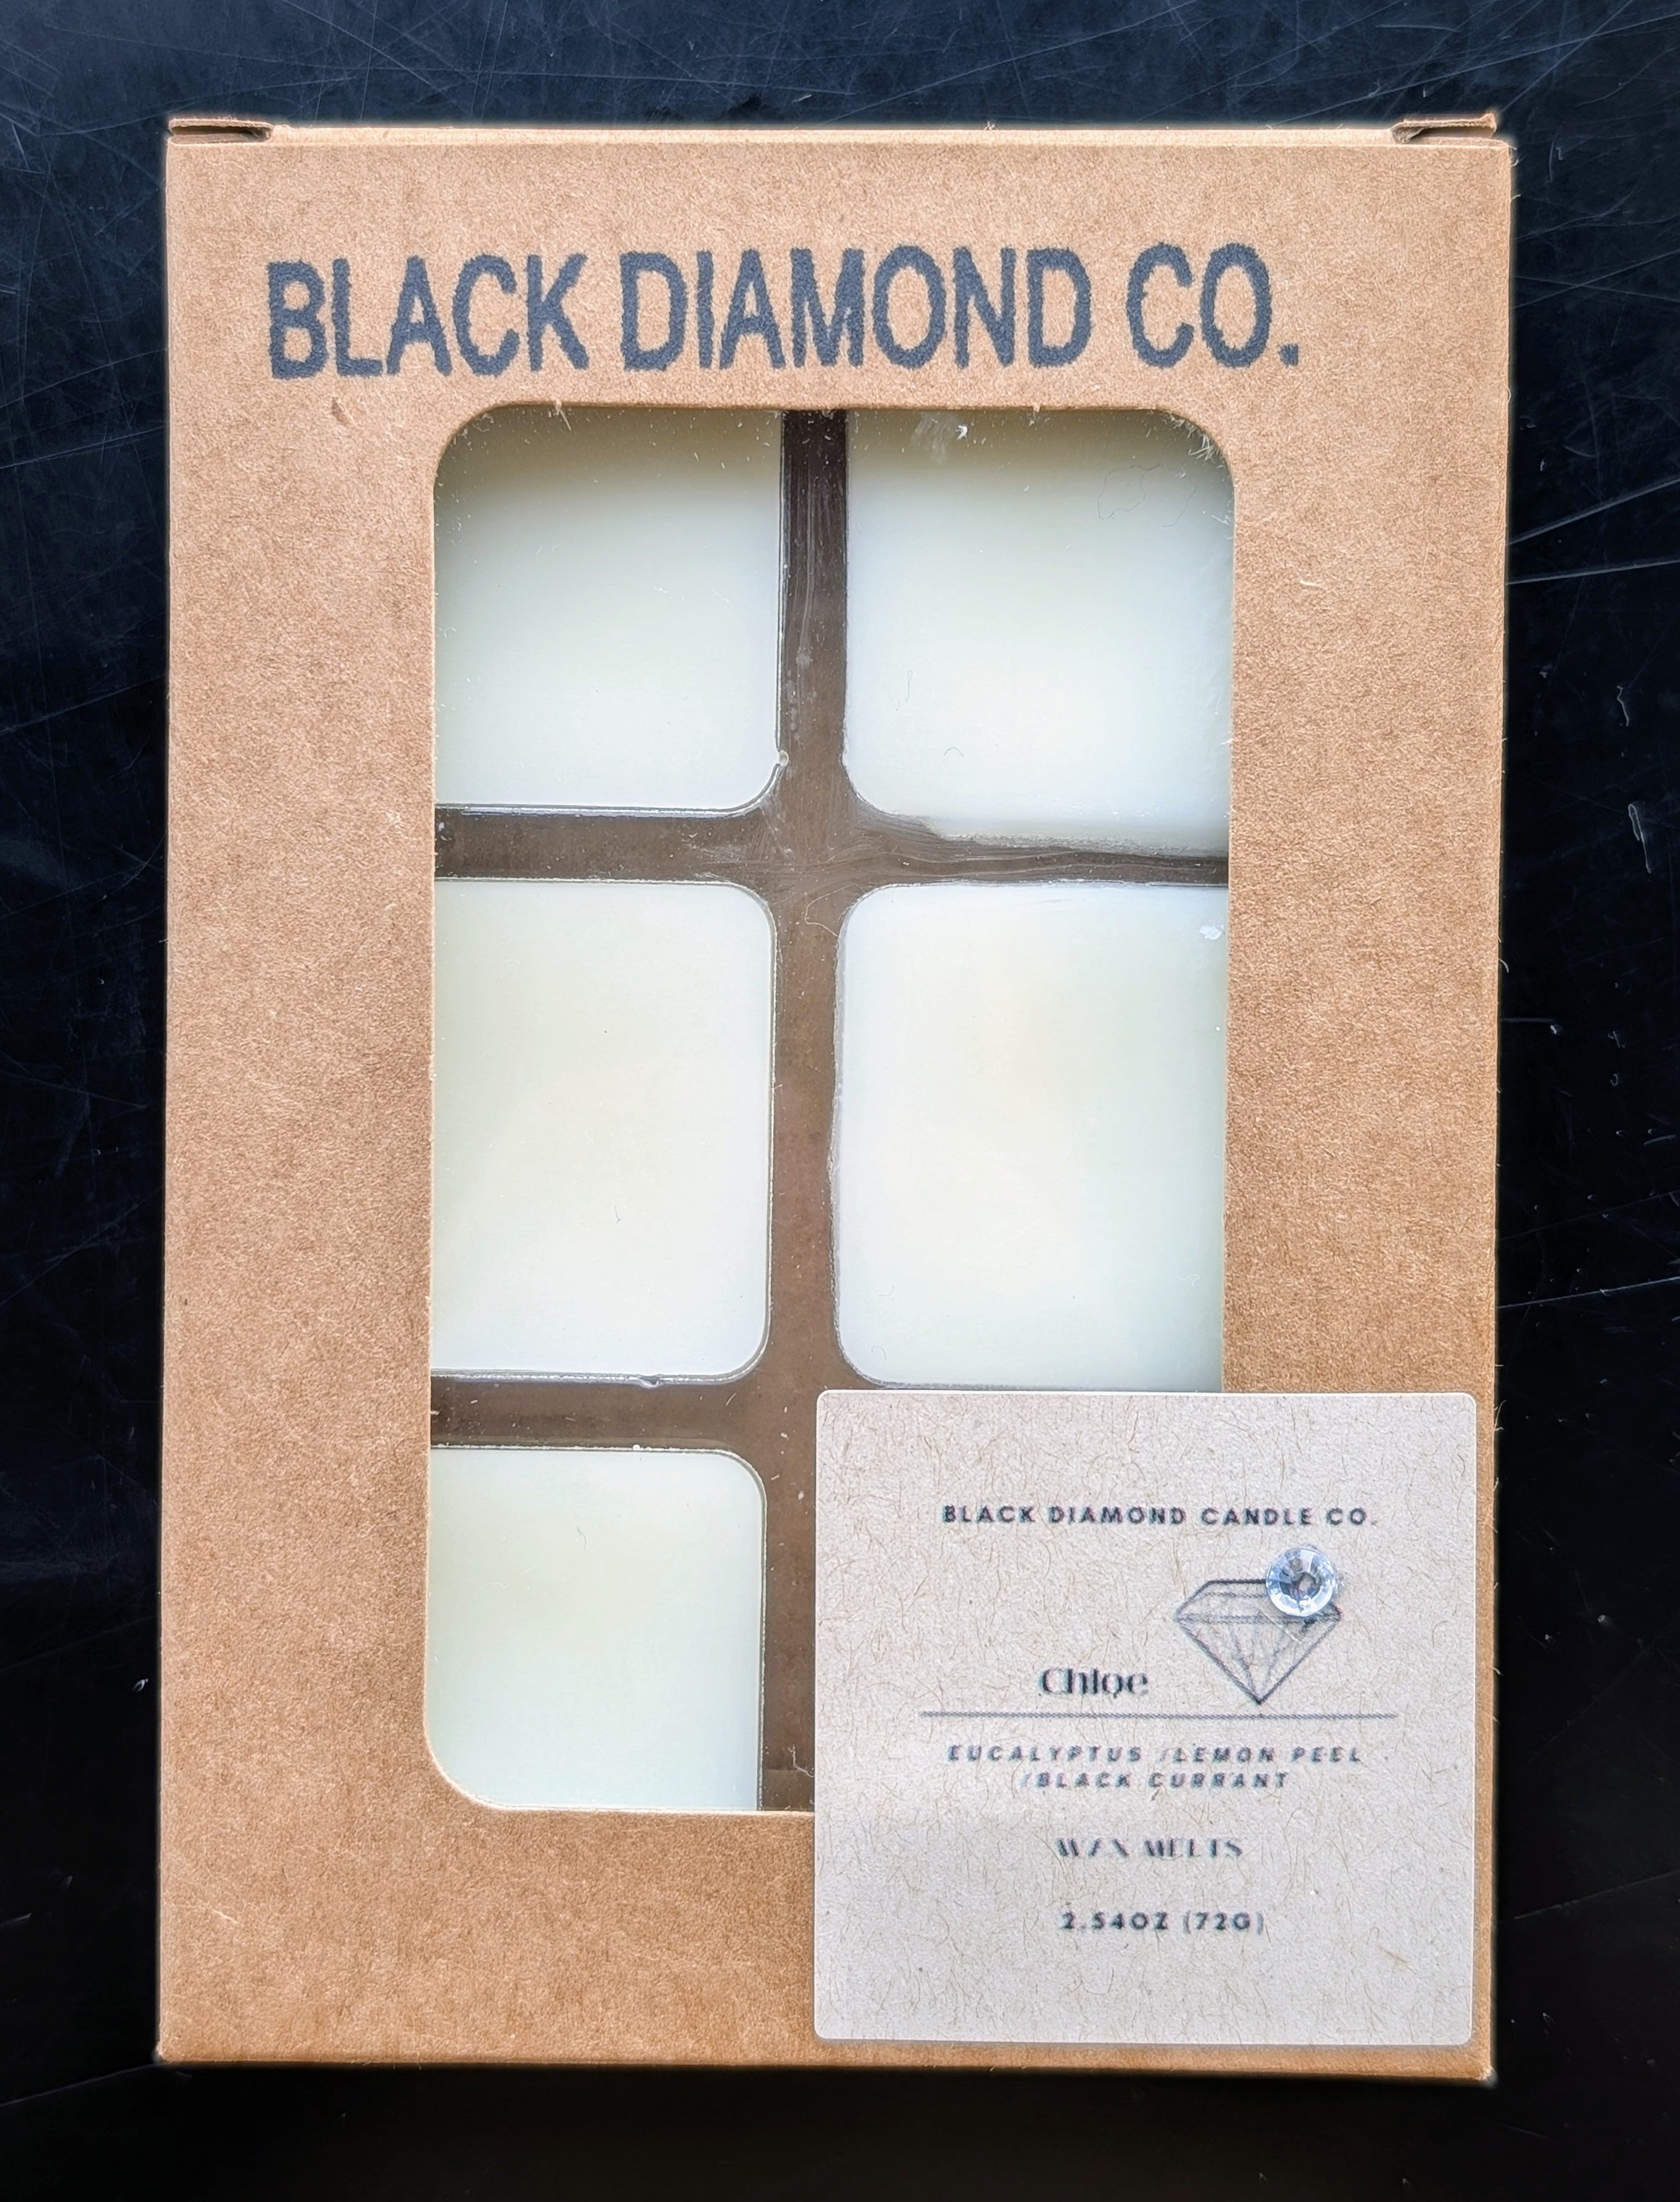 BLACK DIAMOND CO.
BLACK DIAMOND CANDLE CO.
Chloe
EUCALYPTUS /LEMON PEEL
/BLACK CURRANT
WAX MELTS
2.54OZ (72G)